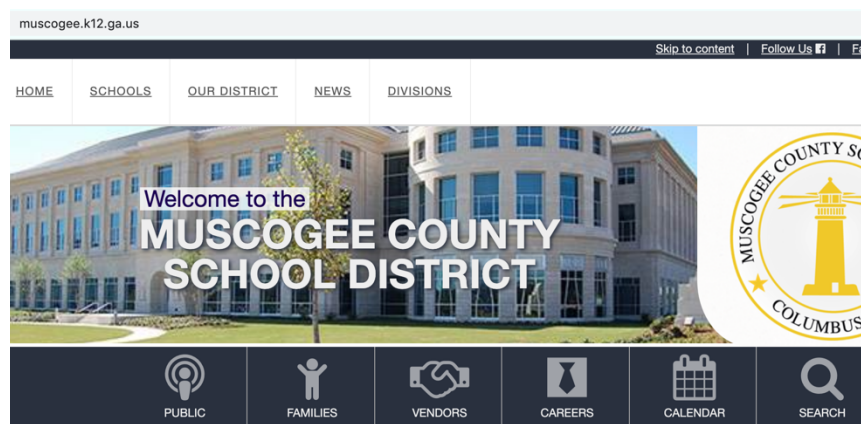 muscogee.k12.ga.us
Skip to content | Follow Us |
HOME SCHOOLS OUR DISTRICT NEWS DIVISIONS
Welcome to the
MUSCOGEE COUNTY
SCHOOL DISTRICT
MUSCOGEE COUNTY
COLUMBUS
PUBLIC FAMILIES VENDORS CAREERS CALENDAR SEARCH